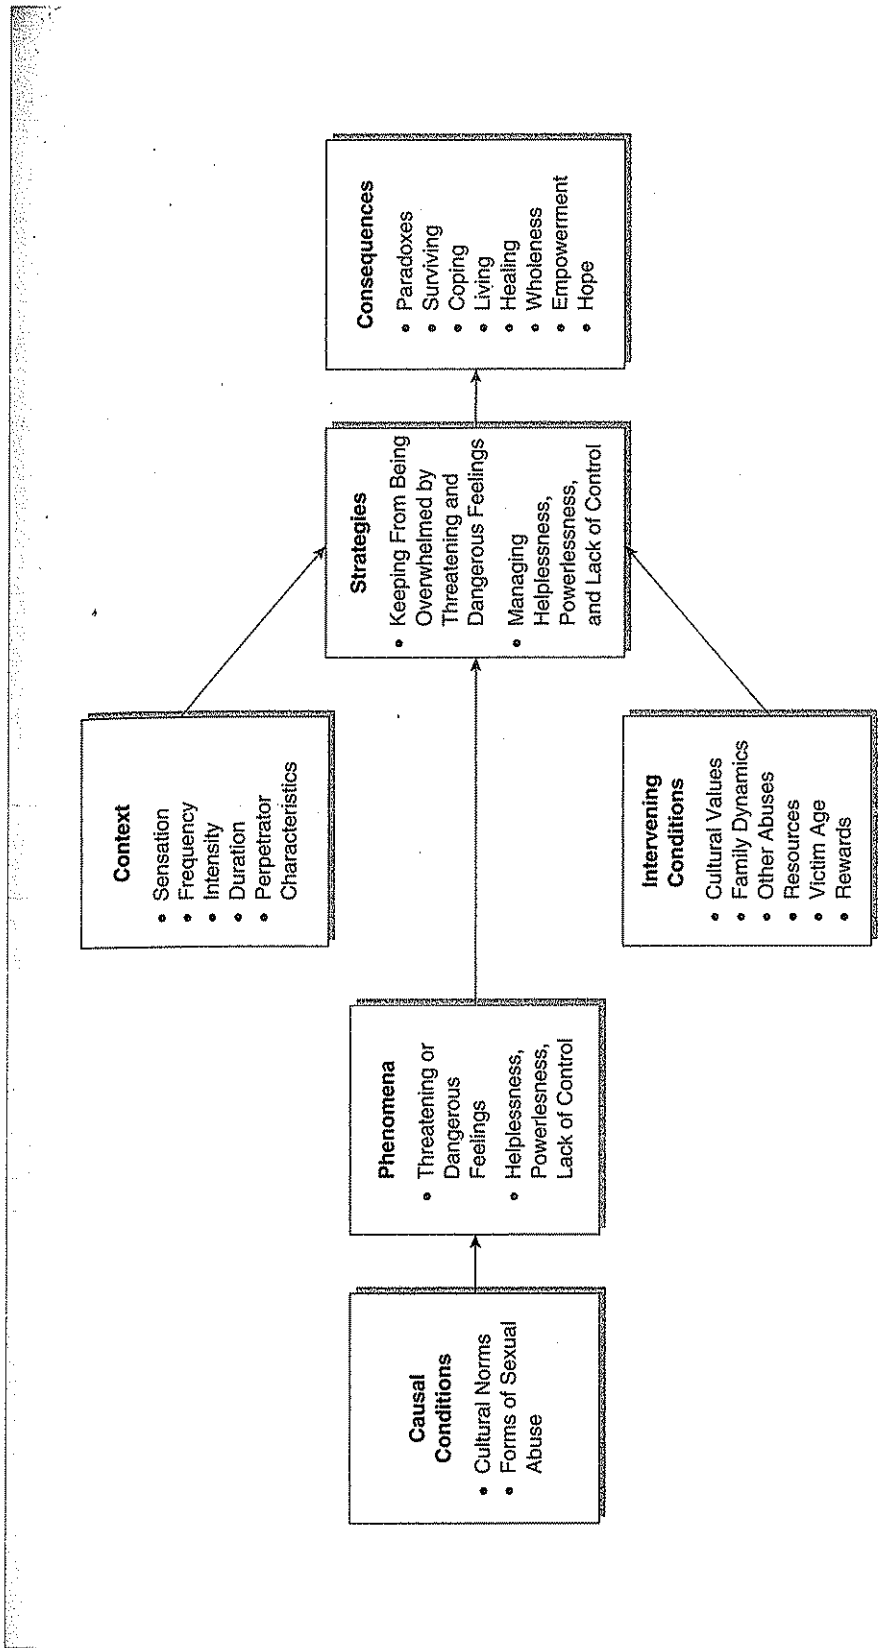 Causal
Conditions
• Cultural Norms
• Forms of Sexual
Abuse
Phenomena
• Threatening or
Dangerous
Feelings
• Helplessness,
Powerlesness,
Lack of Control
Context
• Sensation
• Frequency
• Intensity
• Duration
• Perpetrator
Characteristics
Intervening
Conditions
• Cultural Values
• Family Dynamics
• Other Abuses
• Resources
• Victim Age
• Rewards
Strategies
• Keeping From Being
Overwhelmed by
Threatening and
Dangerous Feelings
• Managing
Helplessness,
Powerlessness,
and Lack of Control
Consequences
• Paradoxes
• Surviving
• Coping
• Living
• Healing
• Wholeness
• Empowerment
• Hope